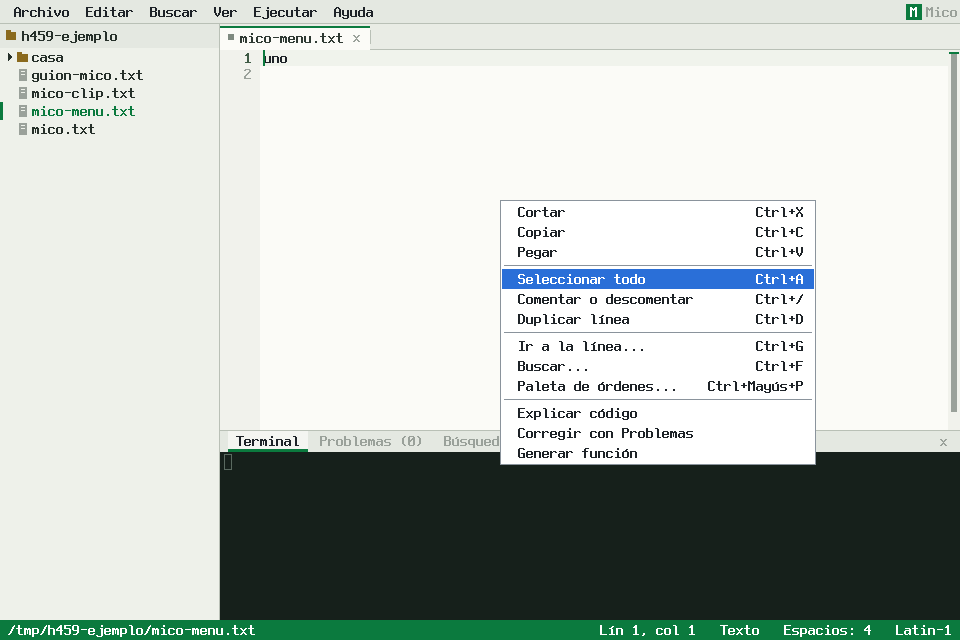 Archivo Editar Buscar Ver Ejecutar Ayuda M Mico
h459-ejemplo
casa
guion-mico.txt
mico-clip.txt
mico-menu.txt
mico.txt
mico-menu.txt x
1 uno
2
Cortar Ctrl+X
Copiar Ctrl+C
Pegar Ctrl+V
Seleccionar todo Ctrl+A
Comentar o descomentar Ctrl+/
Duplicar línea Ctrl+D
Ir a la línea... Ctrl+G
Buscar... Ctrl+F
Paleta de órdenes... Ctrl+Mayús+P
Explicar código
Corregir con Problemas
Generar función
Terminal Problemas (0) Búsqued x
/tmp/h459-ejemplo/mico-menu.txt Lín 1, col 1 Texto Espacios: 4 Latin-1